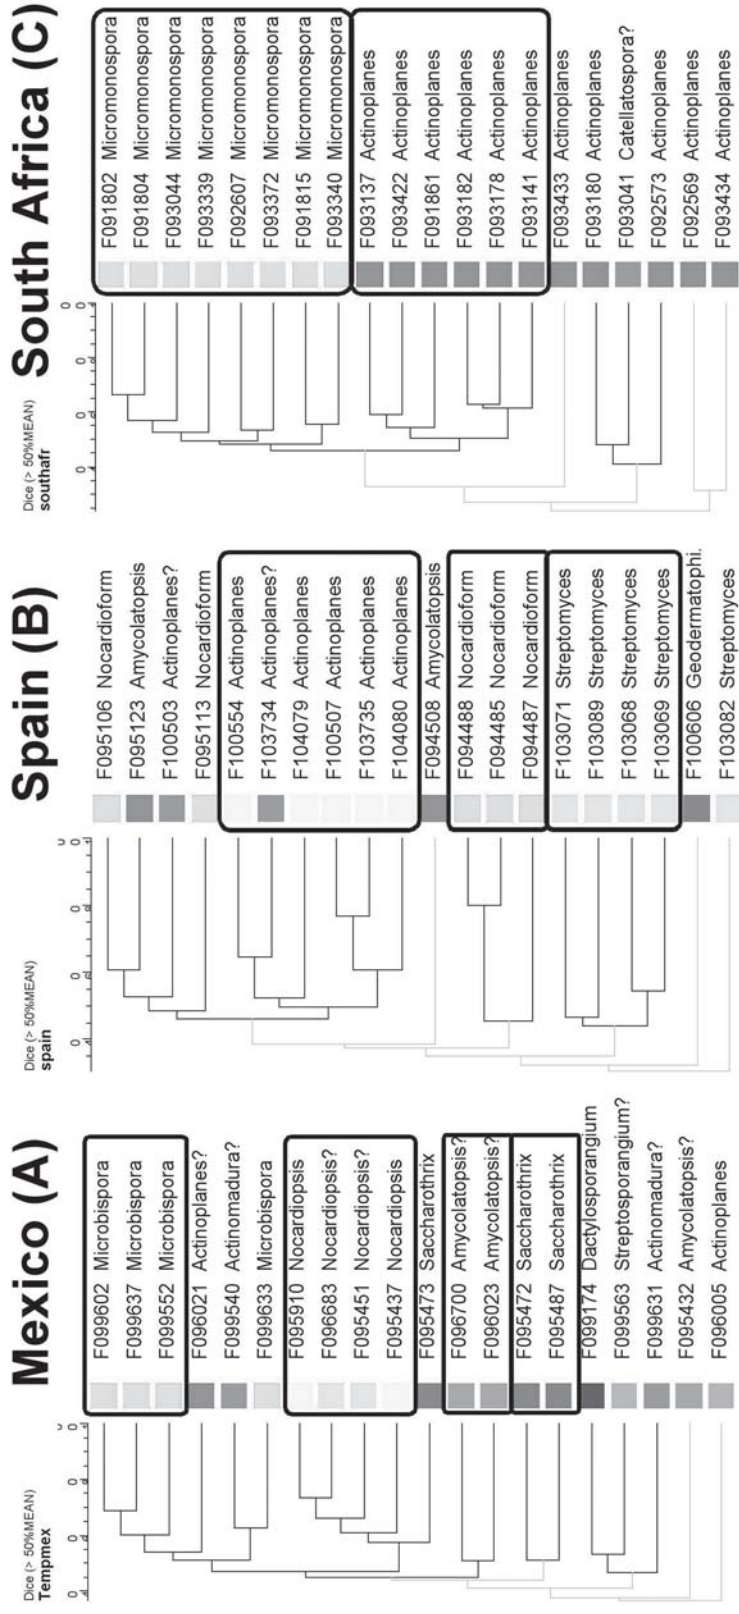 Mexico (A)
Dice (> 50%MEAN)
Tempmex
F099602 Microbispora
F099637 Microbispora
F099552 Microbispora
F096021 Actinoplanes?
F099540 Actinomadura?
F099633 Microbispora
F095910 Nocardiopsis
F096683 Nocardiopsis?
F095451 Nocardiopsis?
F095437 Nocardiopsis
F095473 Saccharothrix
F096700 Amycolatopsis?
F096023 Amycolatopsis?
F095472 Saccharothrix
F095487 Saccharothrix
F099174 Dactylosporangium
F099563 Streptosporangium?
F099631 Actinomadura?
F095432 Amycolatopsis?
F096005 Actinoplanes
Spain (B)
Dice (> 50%MEAN)
spain
F095106 Nocardioform
F095123 Amycolatopsis
F100503 Actinoplanes?
F095113 Nocardioform
F100554 Actinoplanes
F103734 Actinoplanes?
F104079 Actinoplanes
F100507 Actinoplanes
F103735 Actinoplanes
F104080 Actinoplanes
F094508 Amycolatopsis
F094488 Nocardioform
F094485 Nocardioform
F094487 Nocardioform
F103071 Streptomyces
F103089 Streptomyces
F103068 Streptomyces
F103069 Streptomyces
F100606 Geodermatophi.
F103082 Streptomyces
South Africa (C)
Dice (> 50%MEAN)
southafr
F091802 Micromonospora
F091804 Micromonospora
F093044 Micromonospora
F093339 Micromonospora
F092607 Micromonospora
F093372 Micromonospora
F091815 Micromonospora
F093340 Micromonospora
F093137 Actinoplanes
F093422 Actinoplanes
F091861 Actinoplanes
F093182 Actinoplanes
F093178 Actinoplanes
F093141 Actinoplanes
F093433 Actinoplanes
F093180 Actinoplanes
F093041 Catellatospora?
F092573 Actinoplanes
F092569 Actinoplanes
F093434 Actinoplanes